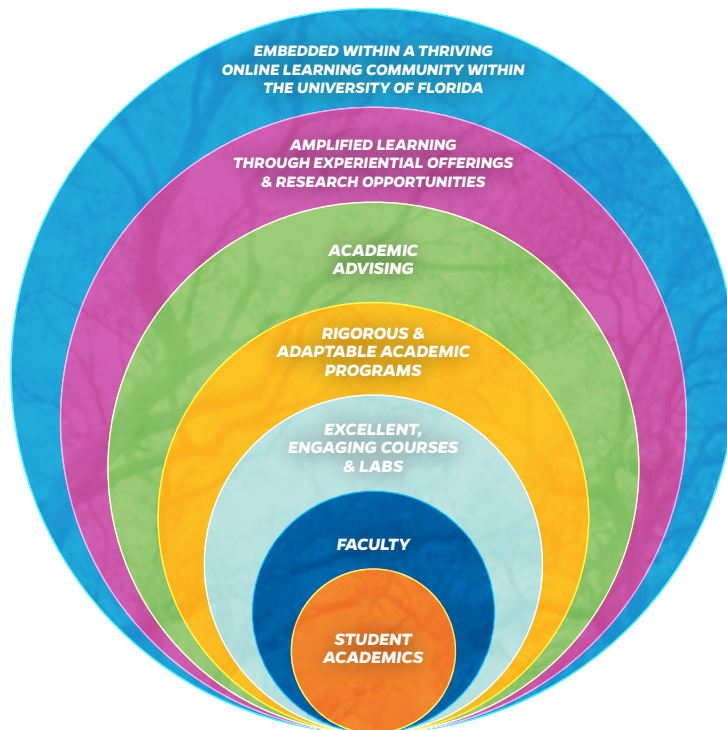 EMBEDDED WITHIN A THRIVING
ONLINE LEARNING COMMUNITY WITHIN
THE UNIVERSITY OF FLORIDA
AMPLIFIED LEARNING
THROUGH EXPERIENTIAL OFFERINGS
& RESEARCH OPPORTUNITIES
ACADEMIC
ADVISING
RIGOROUS &
ADAPTABLE ACADEMIC
PROGRAMS
EXCELLENT,
ENGAGING COURSES
& LABS
FACULTY
STUDENT
ACADEMICS